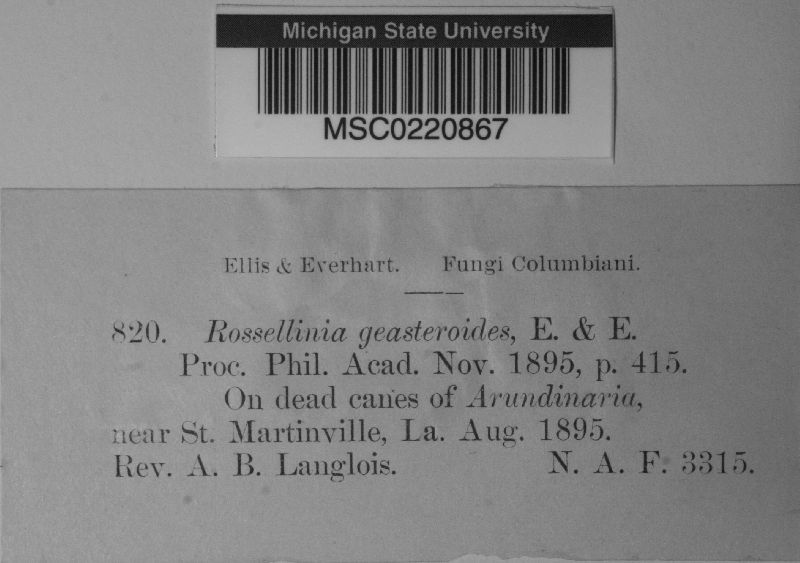 Michigan State University
MSC0220867
Ellis & Everhart. Fungi Columbiani.
820. Rossellinia geasteroides, E. & E.
Proc. Phil. Acad. Nov. 1895, p. 415.
On dead canes of Arundinaria,
near St. Martinville, La. Aug. 1895.
Rev. A. B. Langlois. N. A. F. 3315.